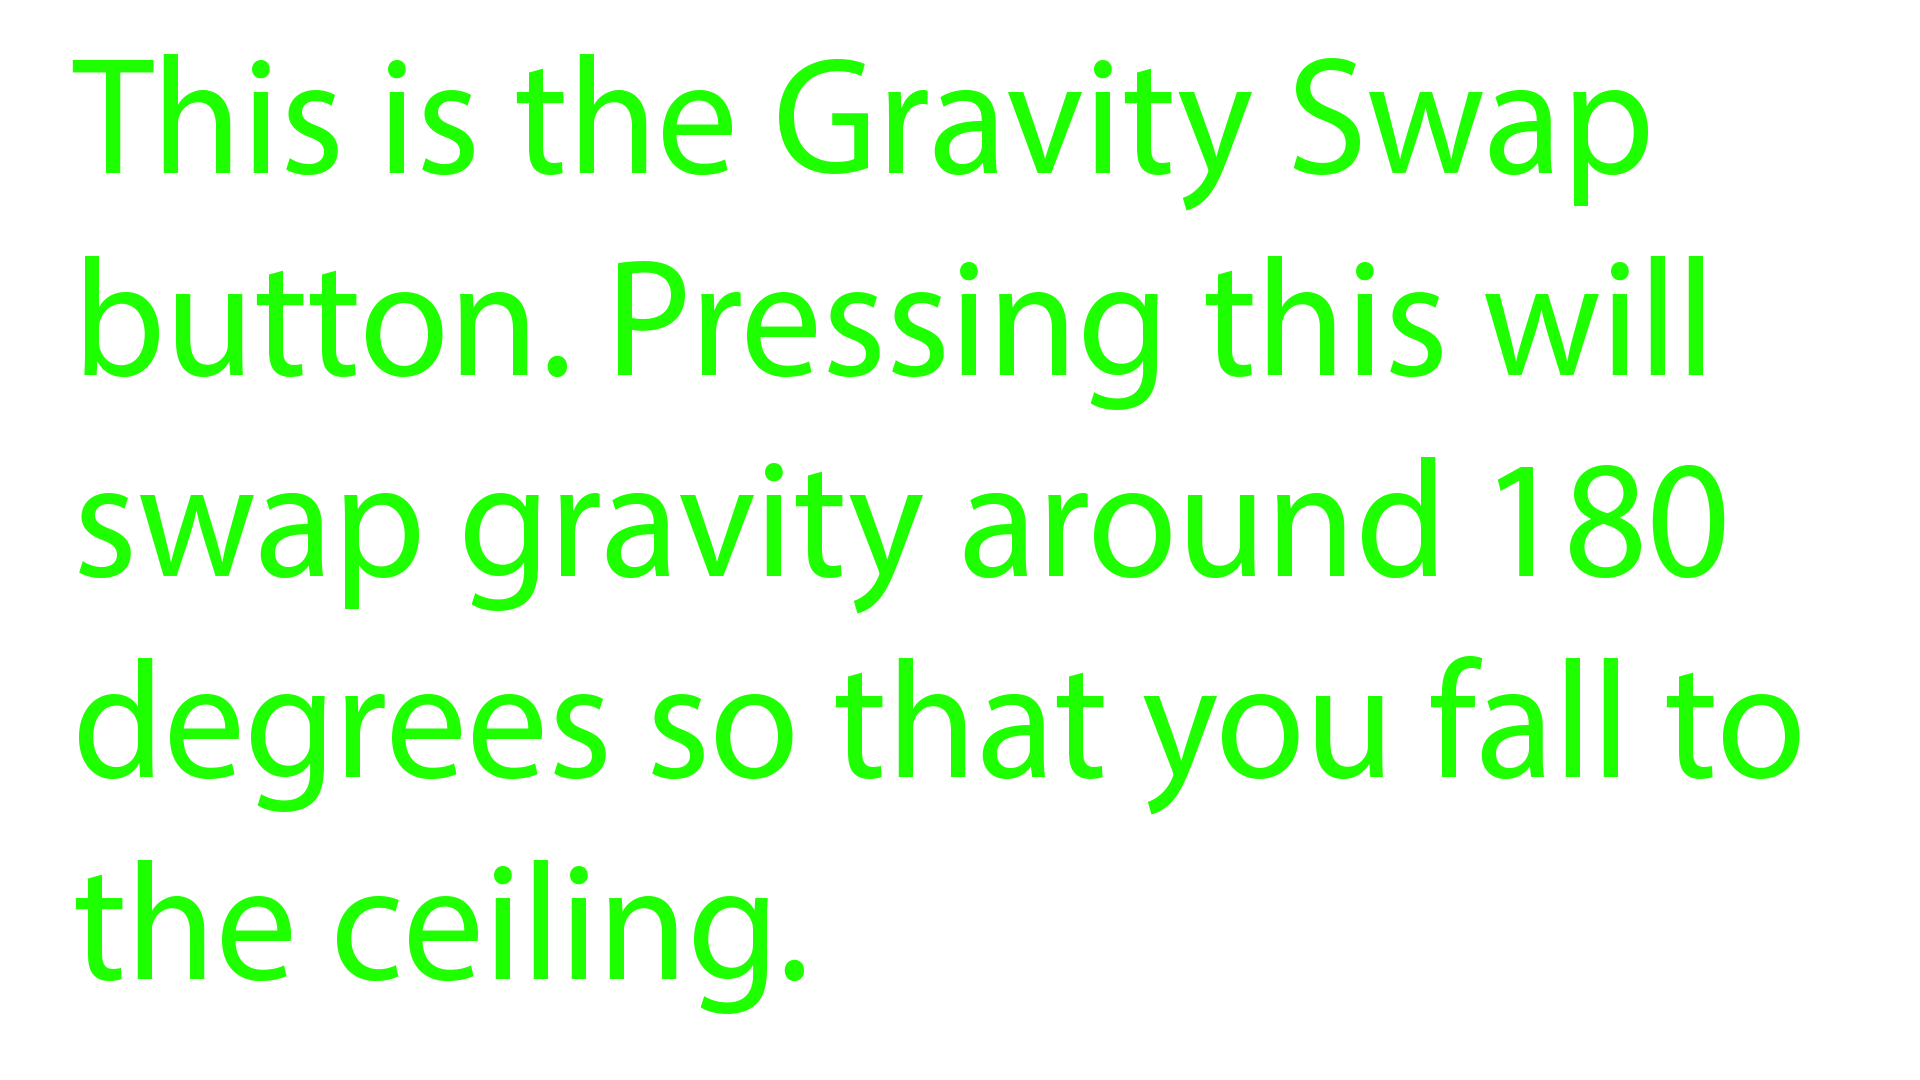 This is the Gravity Swap
button. Pressing this will
swap gravity around 180
degrees so that you fall to
the ceiling.